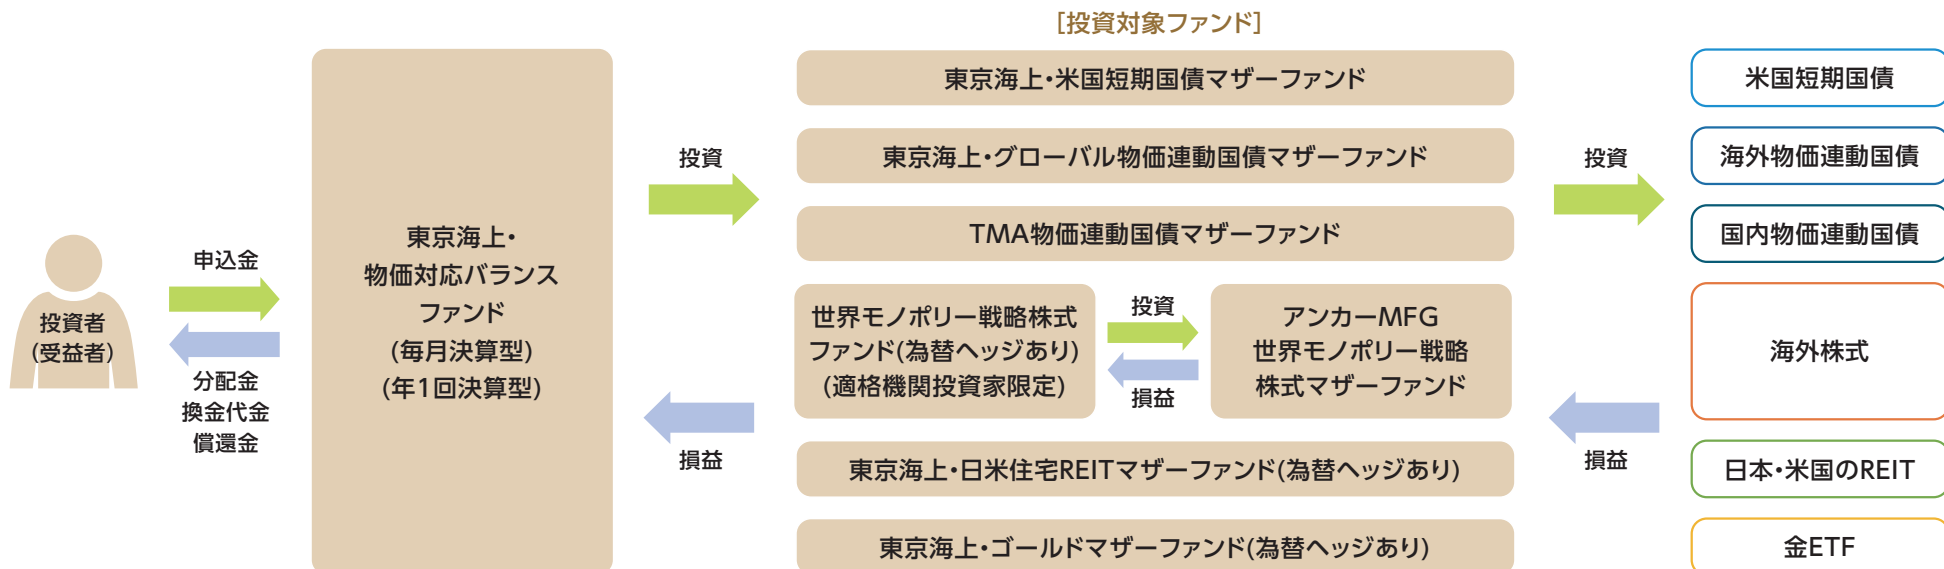 [投資対象ファンド]
投資者
(受益者)
申込金
分配金
換金代金
償還金
東京海上・
物価対応バランス
ファンド
(毎月決算型)
(年1回決算型)
投資
損益
東京海上・米国短期国債マザーファンド
東京海上・グローバル物価連動国債マザーファンド
TMA物価連動国債マザーファンド
世界モノポリー戦略株式
ファンド(為替ヘッジあり)
(適格機関投資家限定)
投資
損益
アンカーMFG
世界モノポリー戦略
株式マザーファンド
東京海上・日米住宅REITマザーファンド(為替ヘッジあり)
東京海上・ゴールドマザーファンド(為替ヘッジあり)
投資
損益
米国短期国債
海外物価連動国債
国内物価連動国債
海外株式
日本・米国のREIT
金ETF